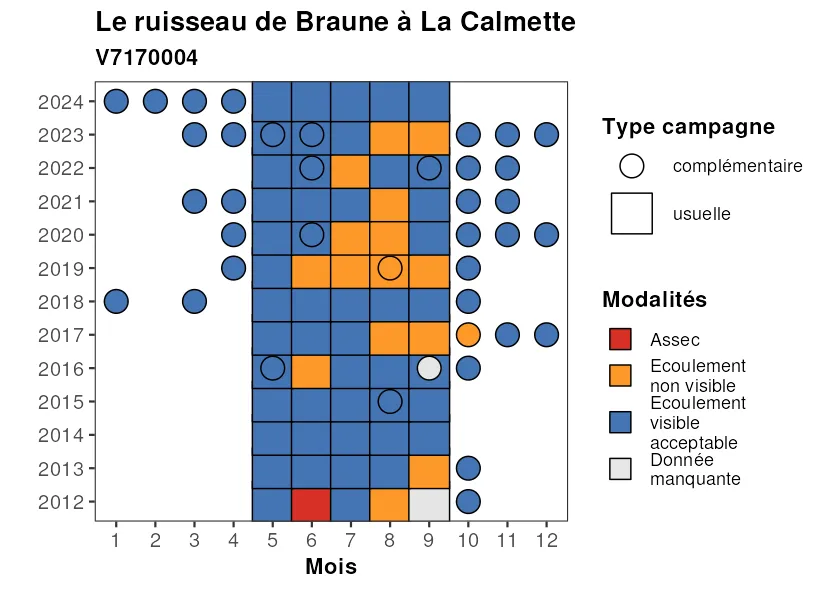 Le ruisseau de Braune à La Calmette
V7170004
2024
2023
2022
2021
2020
2019
2018
2017
2016
2015
2014
2013
2012
1 2 3 4 5 6 7 8 9 10 11 12
Mois
Type campagne
complémentaire
usuelle
Modalités
Assec
Ecoulement
non visible
Ecoulement
visible
acceptable
Donnée
manquante